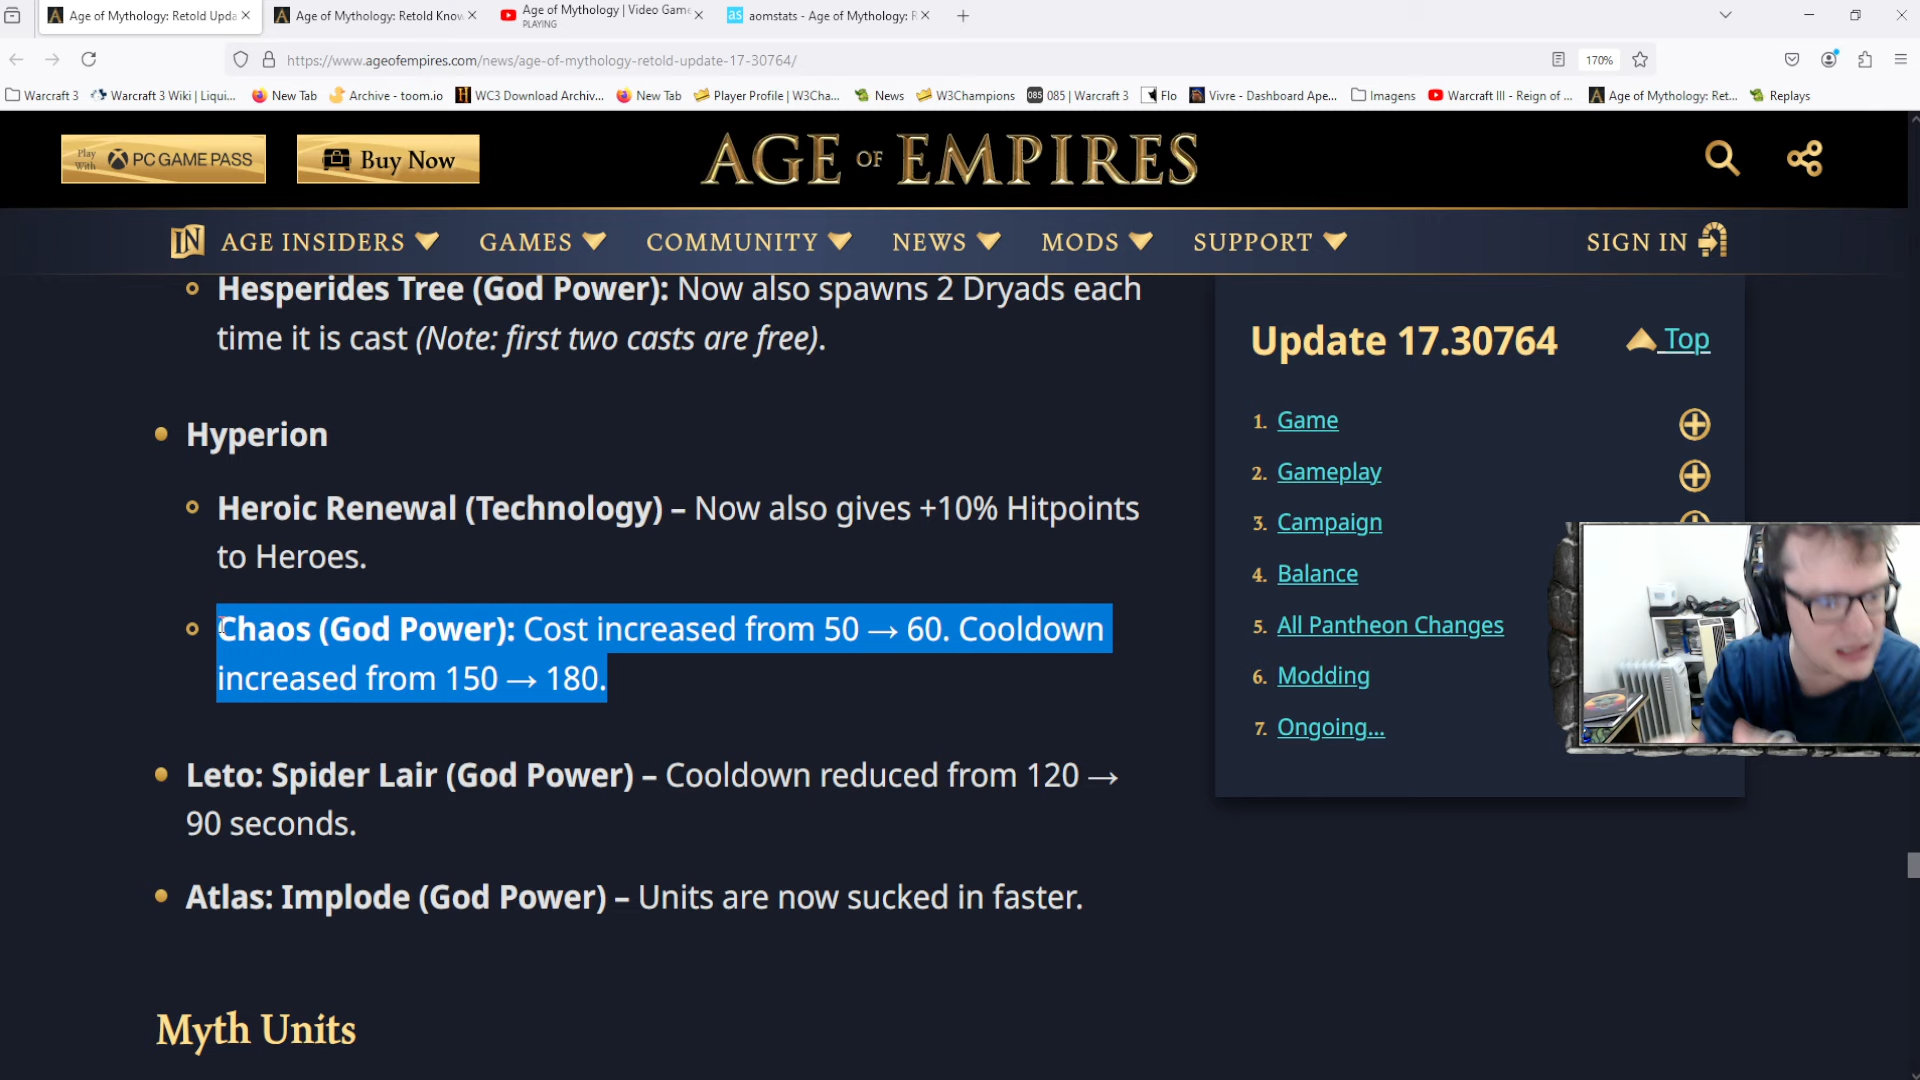 Age of Mythology: Retold Upda
Age of Mythology: Retold Know
Age of Mythology | Video Game
PLAYING
as aomstats - Age of Mythology: R
https://www.ageofempires.com/news/age-of-mythology-retold-update-17-30764/
170%
Warcraft 3
Warcraft 3 Wiki | Liqui...
New Tab
Archive - toom.io
WC3 Download Archiv...
New Tab
Player Profile | W3Cha...
News
W3Champions
085 085 | Warcraft 3
Flo
Vivre - Dashboard Ape...
Imagens
Warcraft III - Reign of ...
Age of Mythology: Ret...
Replays
Play With PC GAME PASS
Buy Now
AGE OF EMPIRES
IN AGE INSIDERS
GAMES
COMMUNITY
NEWS
MODS
SUPPORT
SIGN IN
Hesperides Tree (God Power): Now also spawns 2 Dryads each
time it is cast (Note: first two casts are free).
Hyperion
Heroic Renewal (Technology) – Now also gives +10% Hitpoints
to Heroes.
Chaos (God Power): Cost increased from 50 → 60. Cooldown
increased from 150 → 180.
Leto: Spider Lair (God Power) – Cooldown reduced from 120 →
90 seconds.
Atlas: Implode (God Power) – Units are now sucked in faster.
Myth Units
Update 17.30764
Top
1. Game
2. Gameplay
3. Campaign
4. Balance
5. All Pantheon Changes
6. Modding
7. Ongoing...